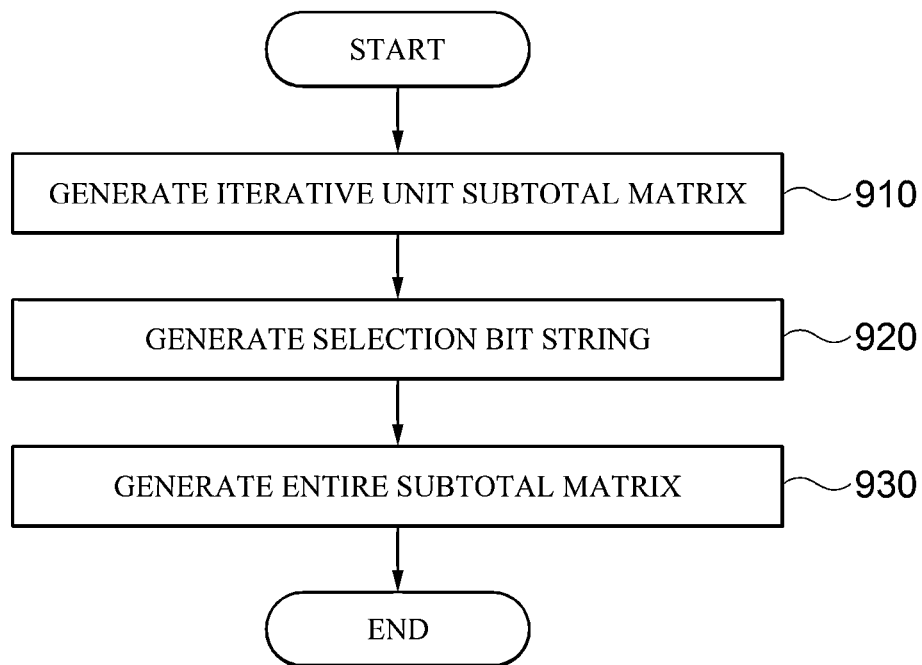 START
GENERATE ITERATIVE UNIT SUBTOTAL MATRIX
910
GENERATE SELECTION BIT STRING
920
GENERATE ENTIRE SUBTOTAL MATRIX
930
END